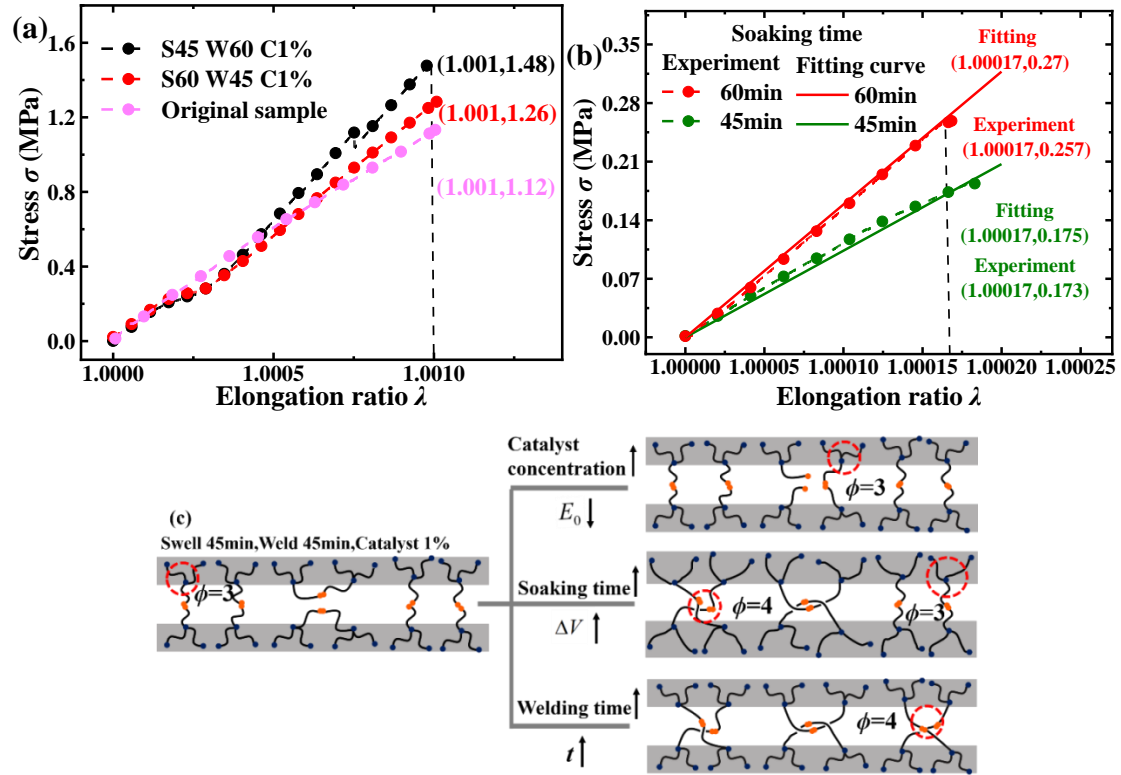 (a)
Stress σ (MPa)
1.6
1.2
0.8
0.4
0.0
S45 W60 C1%
S60 W45 C1%
Original sample
(1.001,1.48)
(1.001,1.26)
(1.001,1.12)
1.0000
1.0005
1.0010
Elongation ratio λ
(b)
Stress σ (MPa)
0.35
0.28
0.21
0.14
0.07
0.00
Soaking time
Experiment
Fitting curve
60min
60min
45min
45min
Fitting
(1.00017,0.27)
Experiment
(1.00017,0.257)
Fitting
(1.00017,0.175)
Experiment
(1.00017,0.173)
1.00000
1.00005
1.00010
1.00015
1.00020
1.00025
Elongation ratio λ
(c)
Swell 45min,Weld 45min,Catalyst 1%
ϕ=3
Catalyst
concentration
E₀
ϕ=3
Soaking time
ΔV
ϕ=4
ϕ=3
Welding time
t
ϕ=4